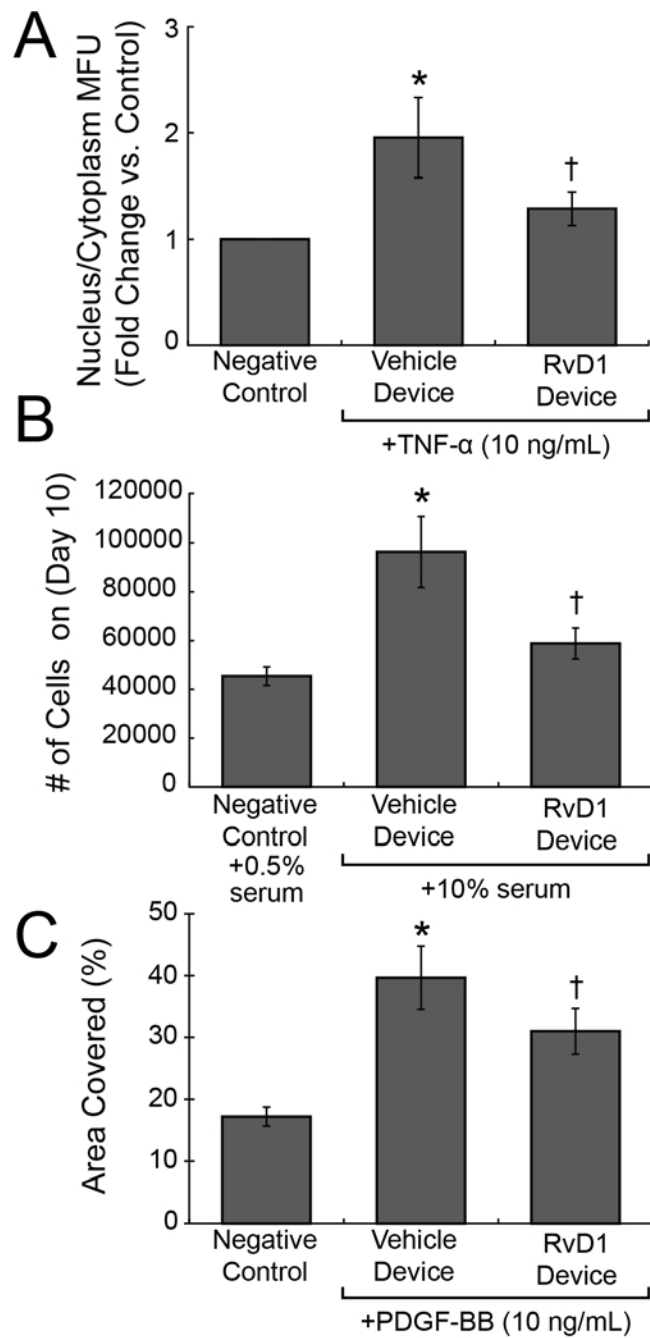 A
Nucleus/Cytoplasm MFU
(Fold Change vs. Control)
3
2
1
0
*
†
Negative
Control
Vehicle
Device
RvD1
Device
+TNF-α (10 ng/mL)
B
# of Cells on (Day 10)
120000
100000
80000
60000
40000
20000
0
*
†
Negative
Control
+0.5%
serum
Vehicle
Device
RvD1
Device
+10% serum
C
Area Covered (%)
50
40
30
20
10
0
*
†
Negative
Control
Vehicle
Device
RvD1
Device
+PDGF-BB (10 ng/mL)